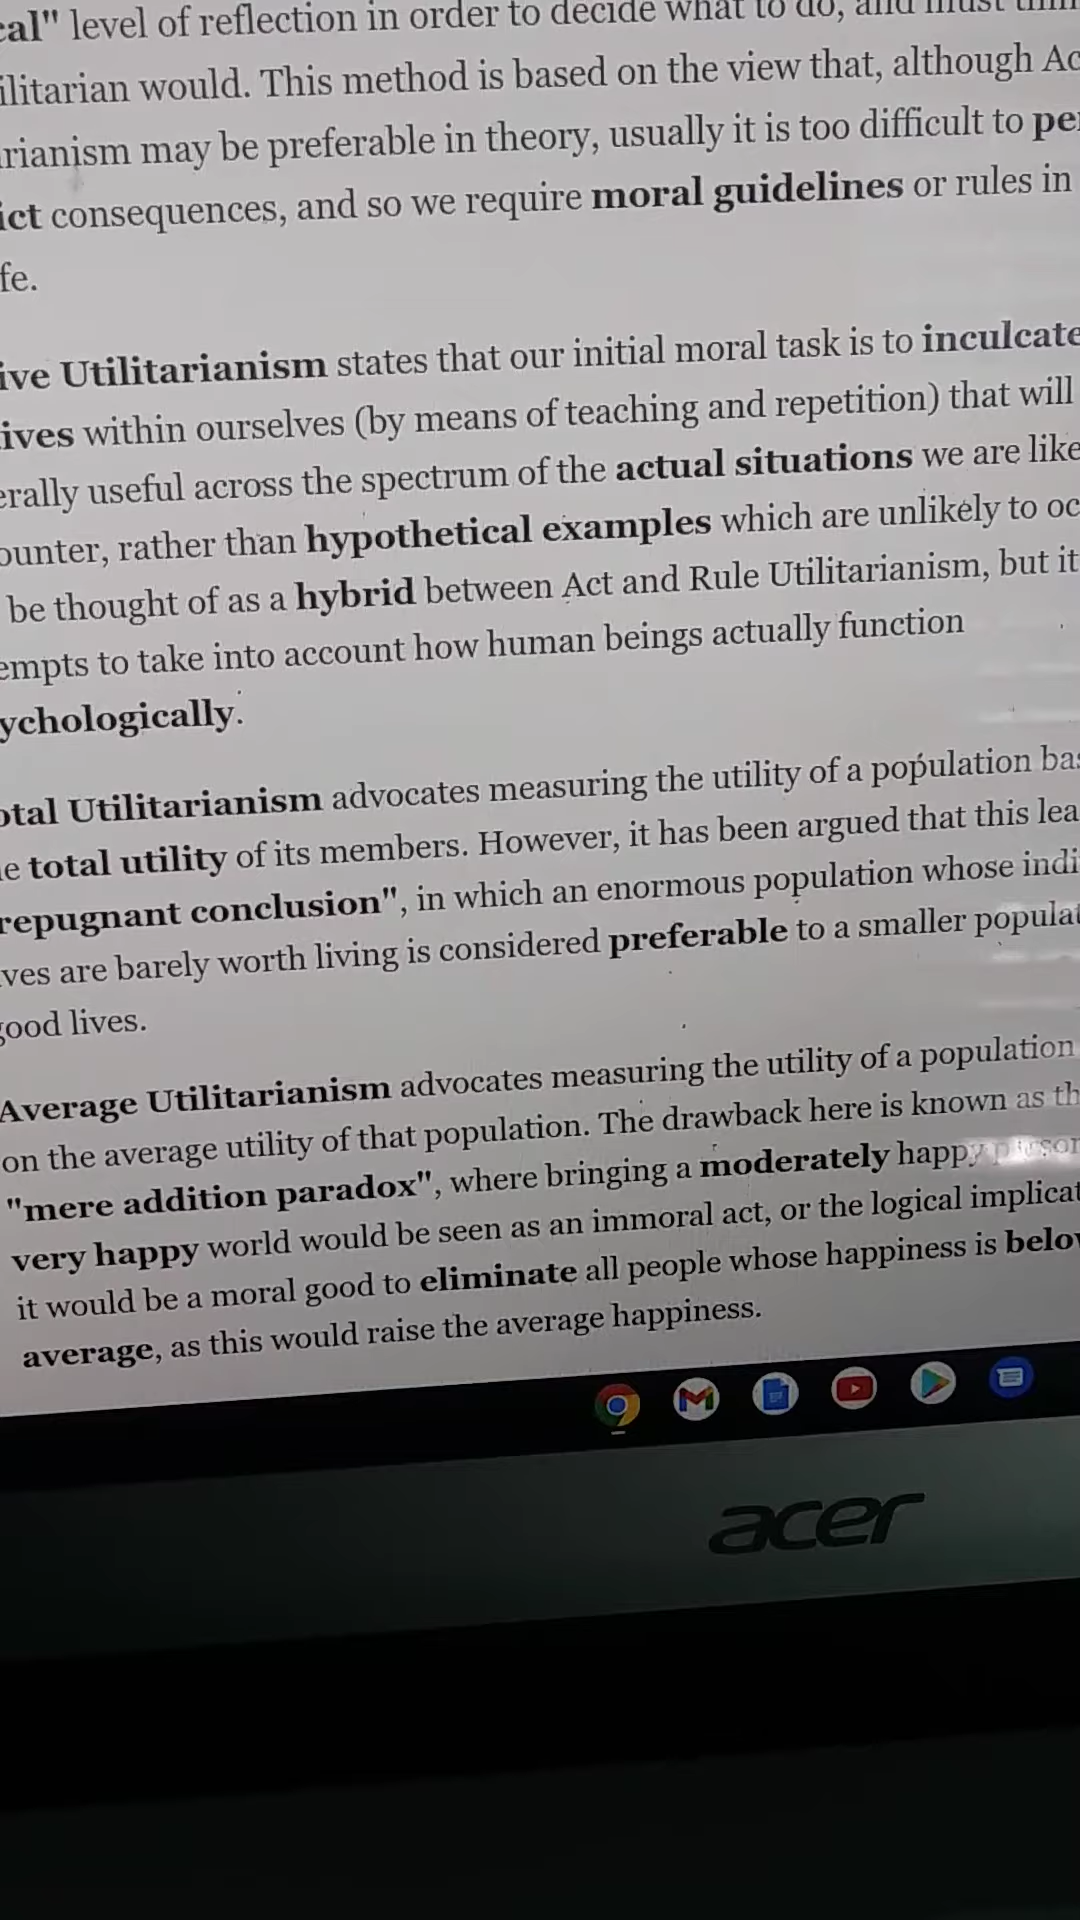 cal" level of reflection in order to decide what to do, and must
ilitarian would. This method is based on the view that, although Ac
rianism may be preferable in theory, usually it is too difficult to per
ict consequences, and so we require moral guidelines or rules in
fe.
ive Utilitarianism states that our initial moral task is to inculcate
ives within ourselves (by means of teaching and repetition) that will
erally useful across the spectrum of the actual situations we are like
ounter, rather than hypothetical examples which are unlikely to oc
be thought of as a hybrid between Act and Rule Utilitarianism, but it
empts to take into account how human beings actually function
ychologically.
otal Utilitarianism advocates measuring the utility of a population bas
e total utility of its members. However, it has been argued that this lea
repugnant conclusion", in which an enormous population whose indi
ves are barely worth living is considered preferable to a smaller populat
good lives.
Average Utilitarianism advocates measuring the utility of a population
on the average utility of that population. The drawback here is known as th
"mere addition paradox", where bringing a moderately happy person
very happy world would be seen as an immoral act, or the logical implicat
it would be a moral good to eliminate all people whose happiness is below
average, as this would raise the average happiness.
acer